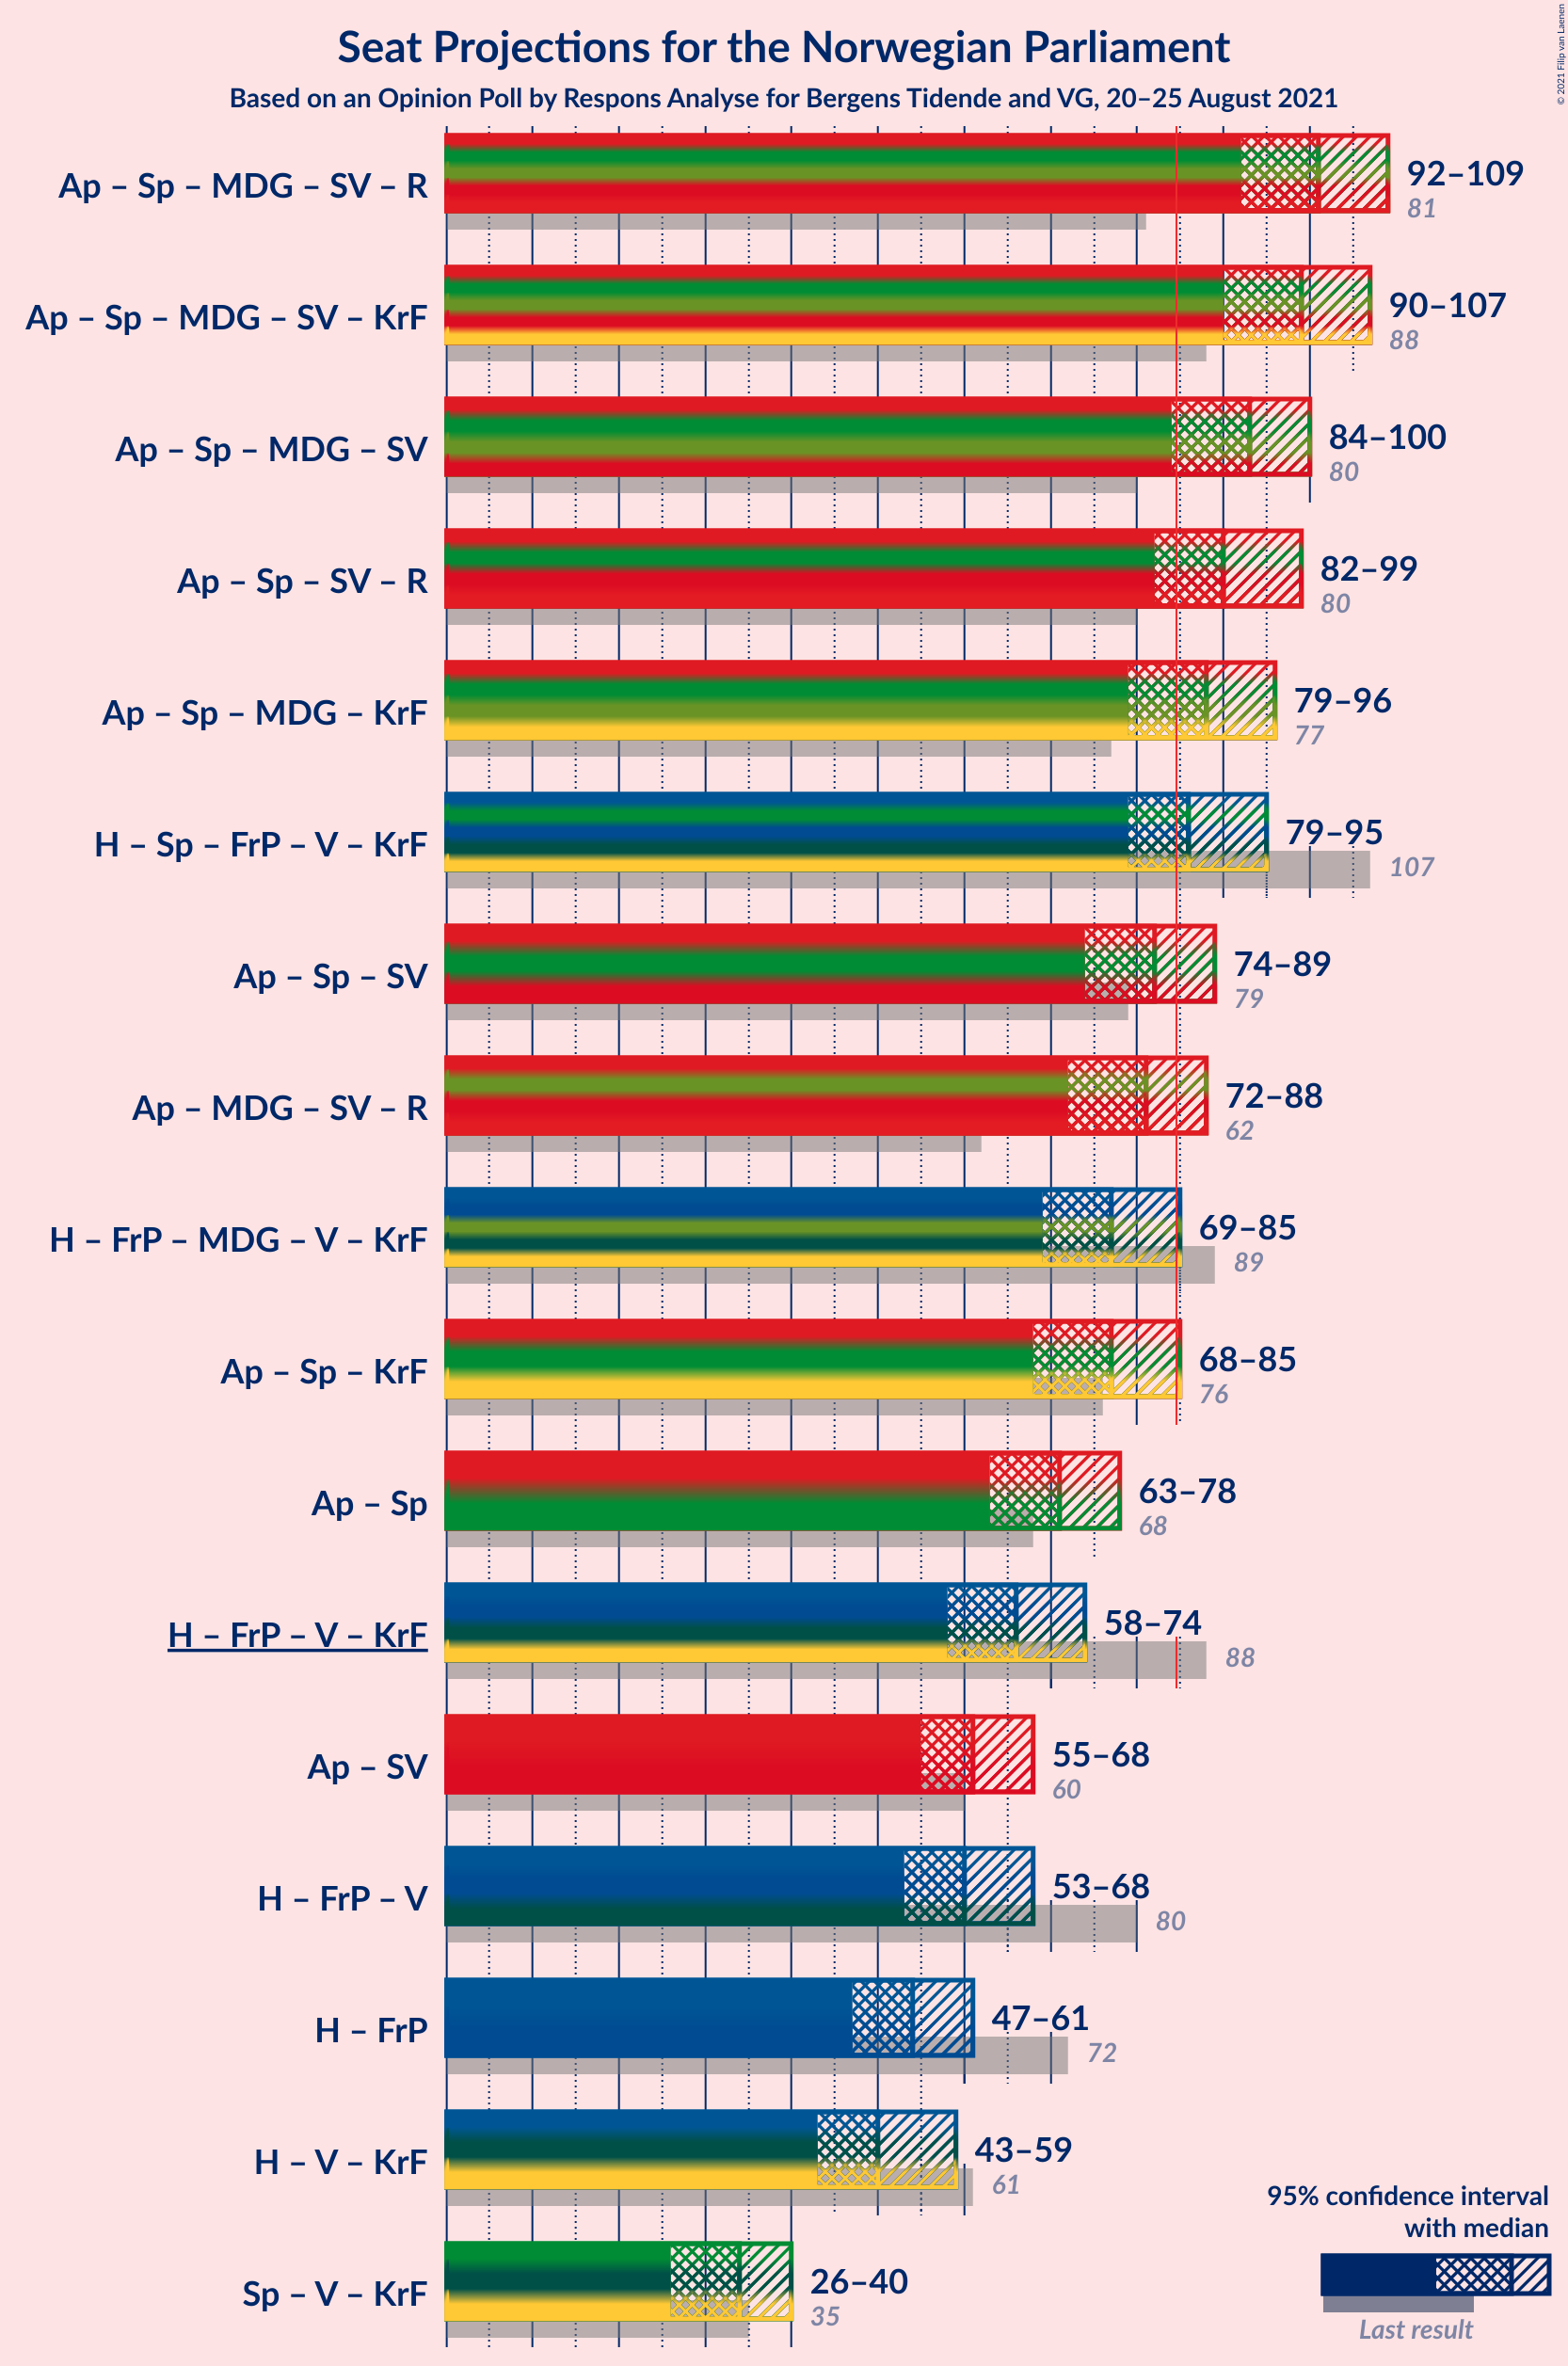 © 2021 Filip van Laenen
Seat Projections for the Norwegian Parliament
Based on an Opinion Poll by Respons Analyse for Bergens Tidende and VG, 20–25 August 2021
Ap – Sp – MDG – SV – R
92–109
81
Ap – Sp – MDG – SV – KrF
90–107
88
Ap – Sp – MDG – SV
84–100
80
Ap – Sp – SV – R
82–99
80
Ap – Sp – MDG – KrF
79–96
77
H – Sp – FrP – V – KrF
79–95
107
Ap – Sp – SV
74–89
79
Ap – MDG – SV – R
72–88
62
H – FrP – MDG – V – KrF
69–85
89
Ap – Sp – KrF
68–85
76
Ap – Sp
63–78
68
H – FrP – V – KrF
58–74
88
Ap – SV
55–68
60
H – FrP – V
53–68
80
H – FrP
47–61
72
H – V – KrF
43–59
61
Sp – V – KrF
26–40
35
95% confidence interval
with median
Last result